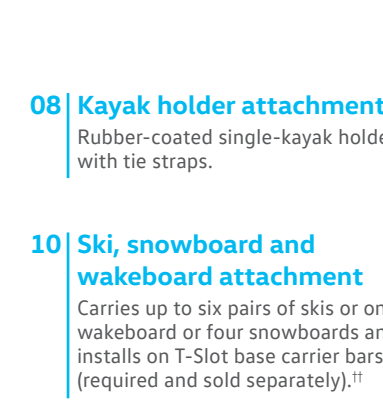 08 Kayak holder attachment
Rubber-coated single-kayak
with tie straps.
10 Ski, snowboard and
wakeboard attachment
Carries up to six pairs of skis or
wakeboard or four snowboards
installs on T-Slot base carrier bars
(required and sold separately).††